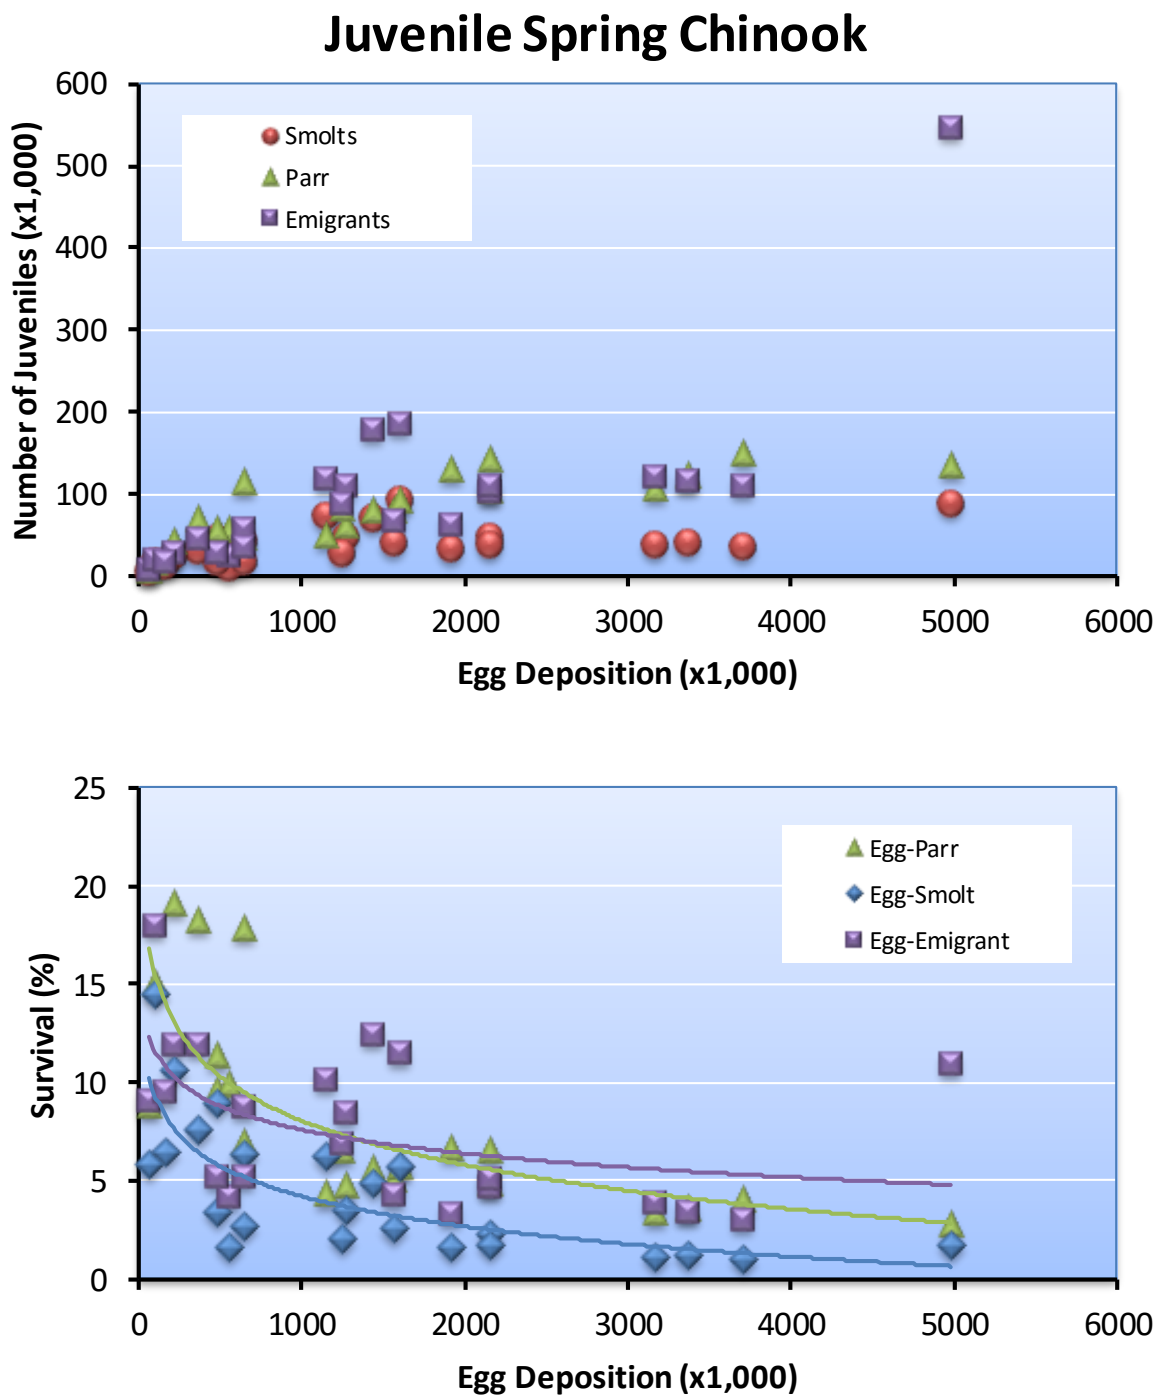 Juvenile Spring Chinook
Number of Juveniles (x1,000)
600
500
400
300
200
100
0
Smolts
Parr
Emigrants
0 1000 2000 3000 4000 5000 6000
Egg Deposition (x1,000)
Survival (%)
25
20
15
10
5
0
Egg-Parr
Egg-Smolt
Egg-Emigrant
0 1000 2000 3000 4000 5000 6000
Egg Deposition (x1,000)